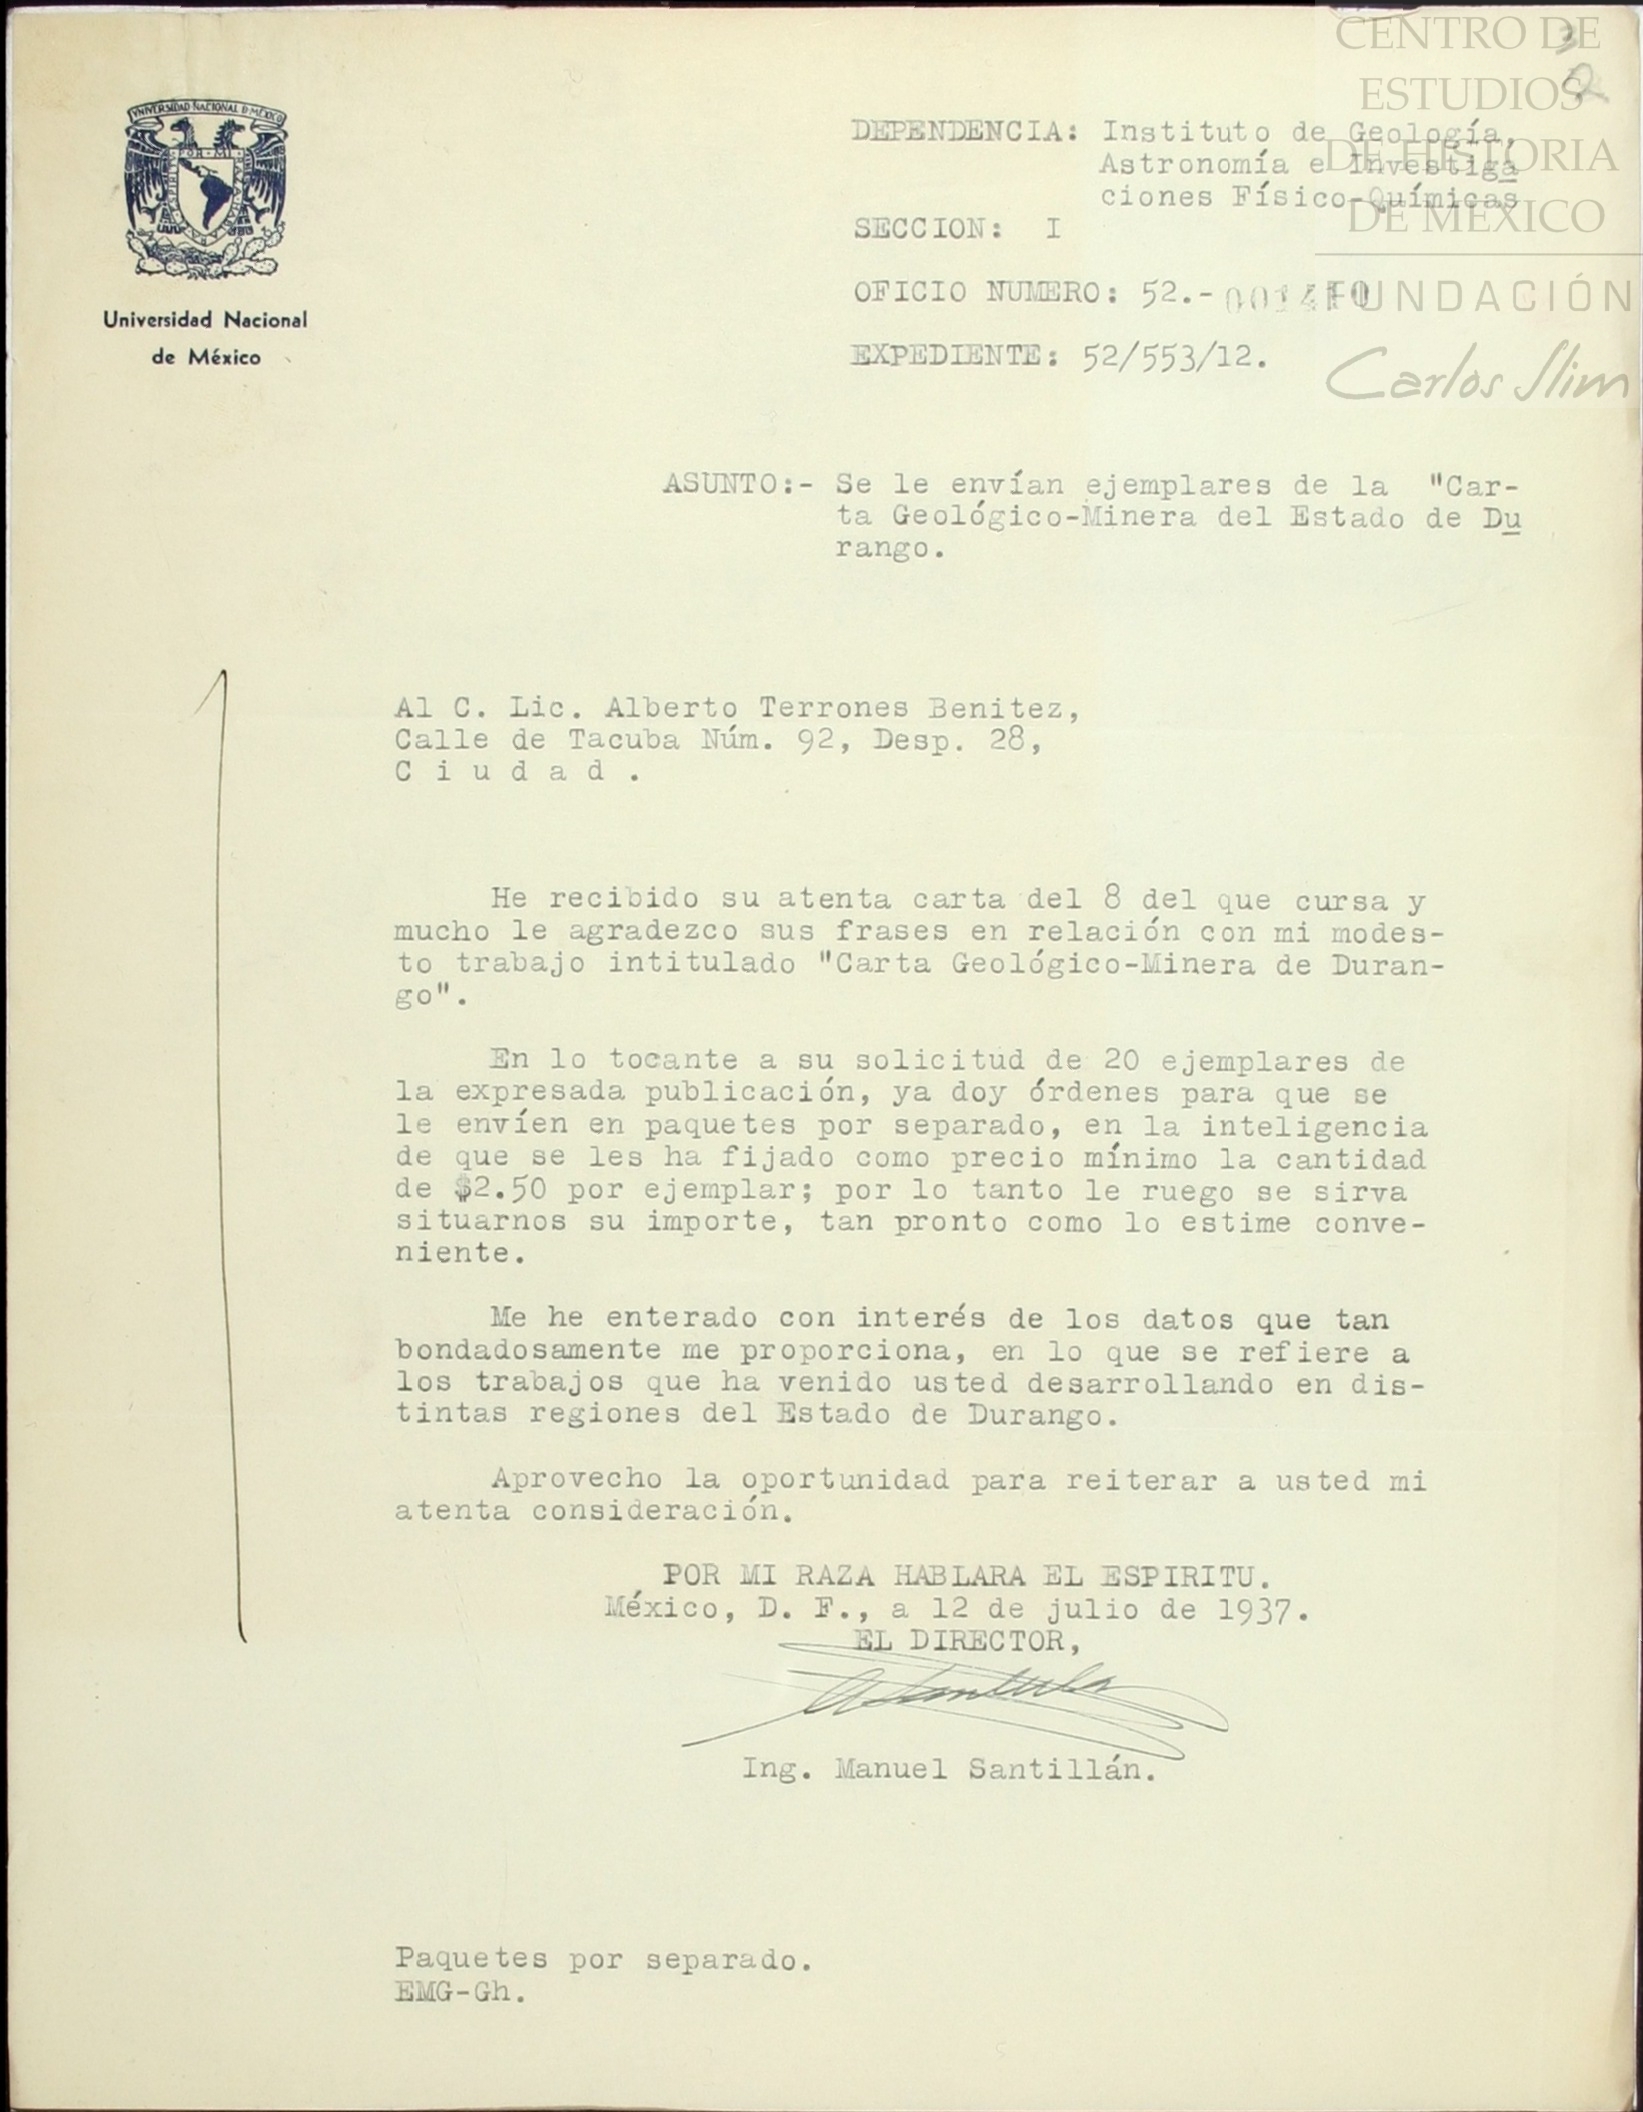 CENTRO DE
ESTUDIOS
DE HISTORIA
DE MÉXICO
FUNDACIÓN
Carlos Slim
VNIVERSIDAD NACIONAL D MEXICO
POR MI
Universidad Nacional
de México
DEPENDENCIA: Instituto de Geología,
Astronomía e Investiga
ciones Físico-Químicas
SECCION: I
OFICIO NUMERO: 52.-
EXPEDIENTE: 52/553/12.
ASUNTO:- Se le envían ejemplares de la "Car-
ta Geológico-Minera del Estado de Du
rango.
Al C. Lic. Alberto Terrones Benitez,
Calle de Tacuba Núm. 92, Desp. 28,
C i u d a d .
He recibido su atenta carta del 8 del que cursa y
mucho le agradezco sus frases en relación con mi modes-
to trabajo intitulado "Carta Geológico-Minera de Duran-
go".
En lo tocante a su solicitud de 20 ejemplares de
la expresada publicación, ya doy órdenes para que se
le envíen en paquetes por separado, en la inteligencia
de que se les ha fijado como precio mínimo la cantidad
de $2.50 por ejemplar; por lo tanto le ruego se sirva
situarnos su importe, tan pronto como lo estime conve-
niente.
Me he enterado con interés de los datos que tan
bondadosamente me proporciona, en lo que se refiere a
los trabajos que ha venido usted desarrollando en dis-
tintas regiones del Estado de Durango.
Aprovecho la oportunidad para reiterar a usted mi
atenta consideración.
POR MI RAZA HABLARA EL ESPIRITU.
México, D. F., a 12 de julio de 1937.
EL DIRECTOR,
Ing. Manuel Santillán.
Paquetes por separado.
EMG-Gh.